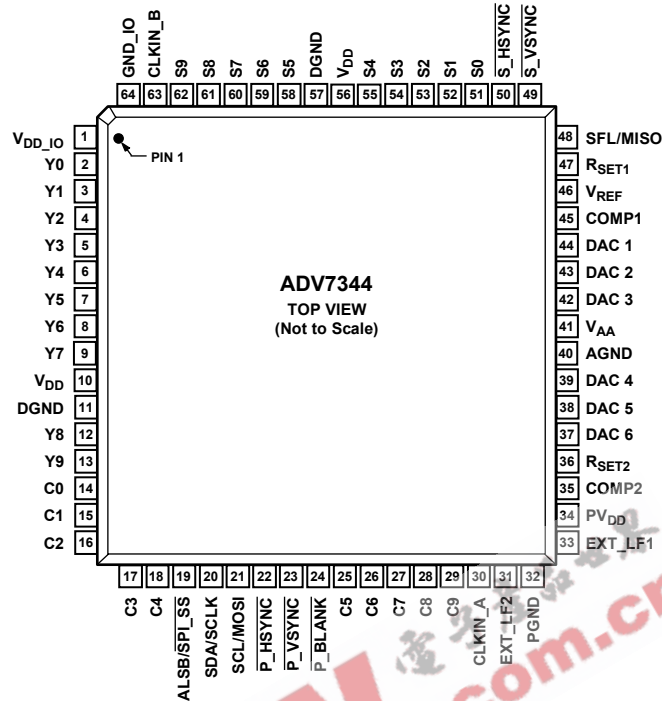 GND_IO
CLKIN_B
S9
S8
S7
S6
S5
DGND
VDD
S4
S3
S2
S1
S0
S_HSYNC
S_VSYNC
64 63 62 61 60 59 58 57 56 55 54 53 52 51 50 49
VDD_IO 1
Y0 2
Y1 3
Y2 4
Y3 5
Y4 6
Y5 7
Y6 8
Y7 9
VDD 10
DGND 11
Y8 12
Y9 13
C0 14
C1 15
C2 16
PIN 1
ADV7344
TOP VIEW
(Not to Scale)
48 SFL/MISO
47 RSET1
46 VREF
45 COMP1
44 DAC 1
43 DAC 2
42 DAC 3
41 VAA
40 AGND
39 DAC 4
38 DAC 5
37 DAC 6
36 RSET2
35 COMP2
34 PVDD
33 EXT_LF1
17 18 19 20 21 22 23 24 25 26 27 28 29 30 31 32
C3
C4
ALSB/SPI_SS
SDA/SCLK
SCL/MOSI
P_HSYNC
P_VSYNC
P_BLANK
C5
C6
C7
C8
C9
CLKIN_A
EXT_LF2
PGND
.com.cn